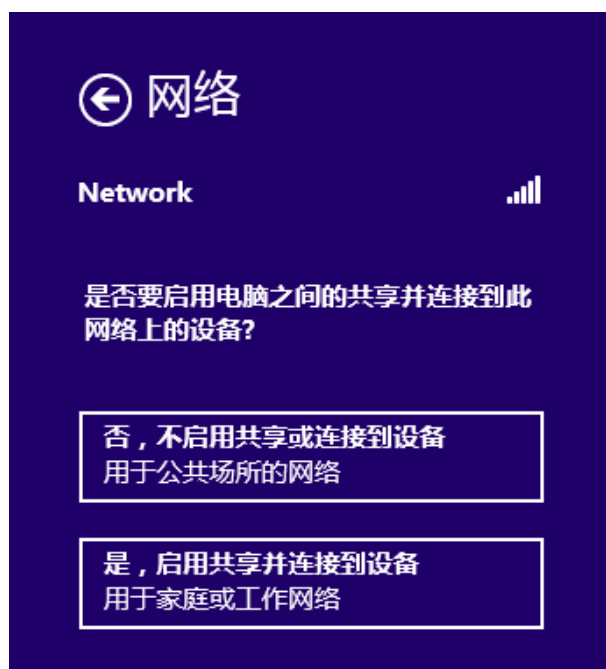 网络
Network
是否要启用电脑之间的共享并连接到此
网络上的设备?
否，不启用共享或连接到设备
用于公共场所的网络
是，启用共享并连接到设备
用于家庭或工作网络